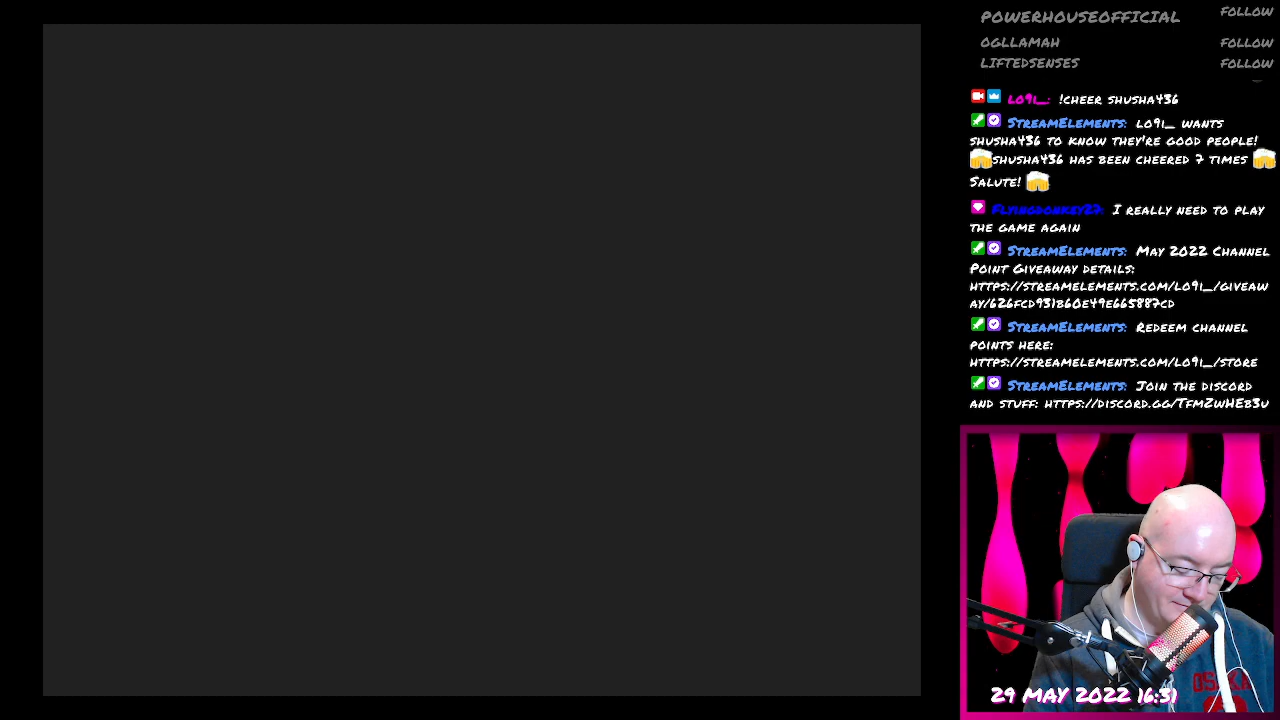 POWERHOUSEOFFICIAL FOLLOW
OGLLAMAH FOLLOW
LIFTEDSENSES FOLLOW
LO9I_: !CHEER SHUSHA436
STREAMELEMENTS: LO9I_ WANTS
SHUSHA436 TO KNOW THEY'RE GOOD PEOPLE!
SHUSHA436 HAS BEEN CHEERED 7 TIMES
SALUTE!
FLYINGDONKEY27: I REALLY NEED TO PLAY
THE GAME AGAIN
STREAMELEMENTS: MAY 2022 CHANNEL
POINT GIVEAWAY DETAILS:
HTTPS://STREAMELEMENTS.COM/LO9I_/GIVEAW
AY/626FCD931B60E49E665887CD
STREAMELEMENTS: REDEEM CHANNEL
POINTS HERE:
HTTPS://STREAMELEMENTS.COM/LO9I_/STORE
STREAMELEMENTS: JOIN THE DISCORD
AND STUFF: HTTPS://DISCORD.GG/TFMZWHEB3U
29 MAY 2022 16:31